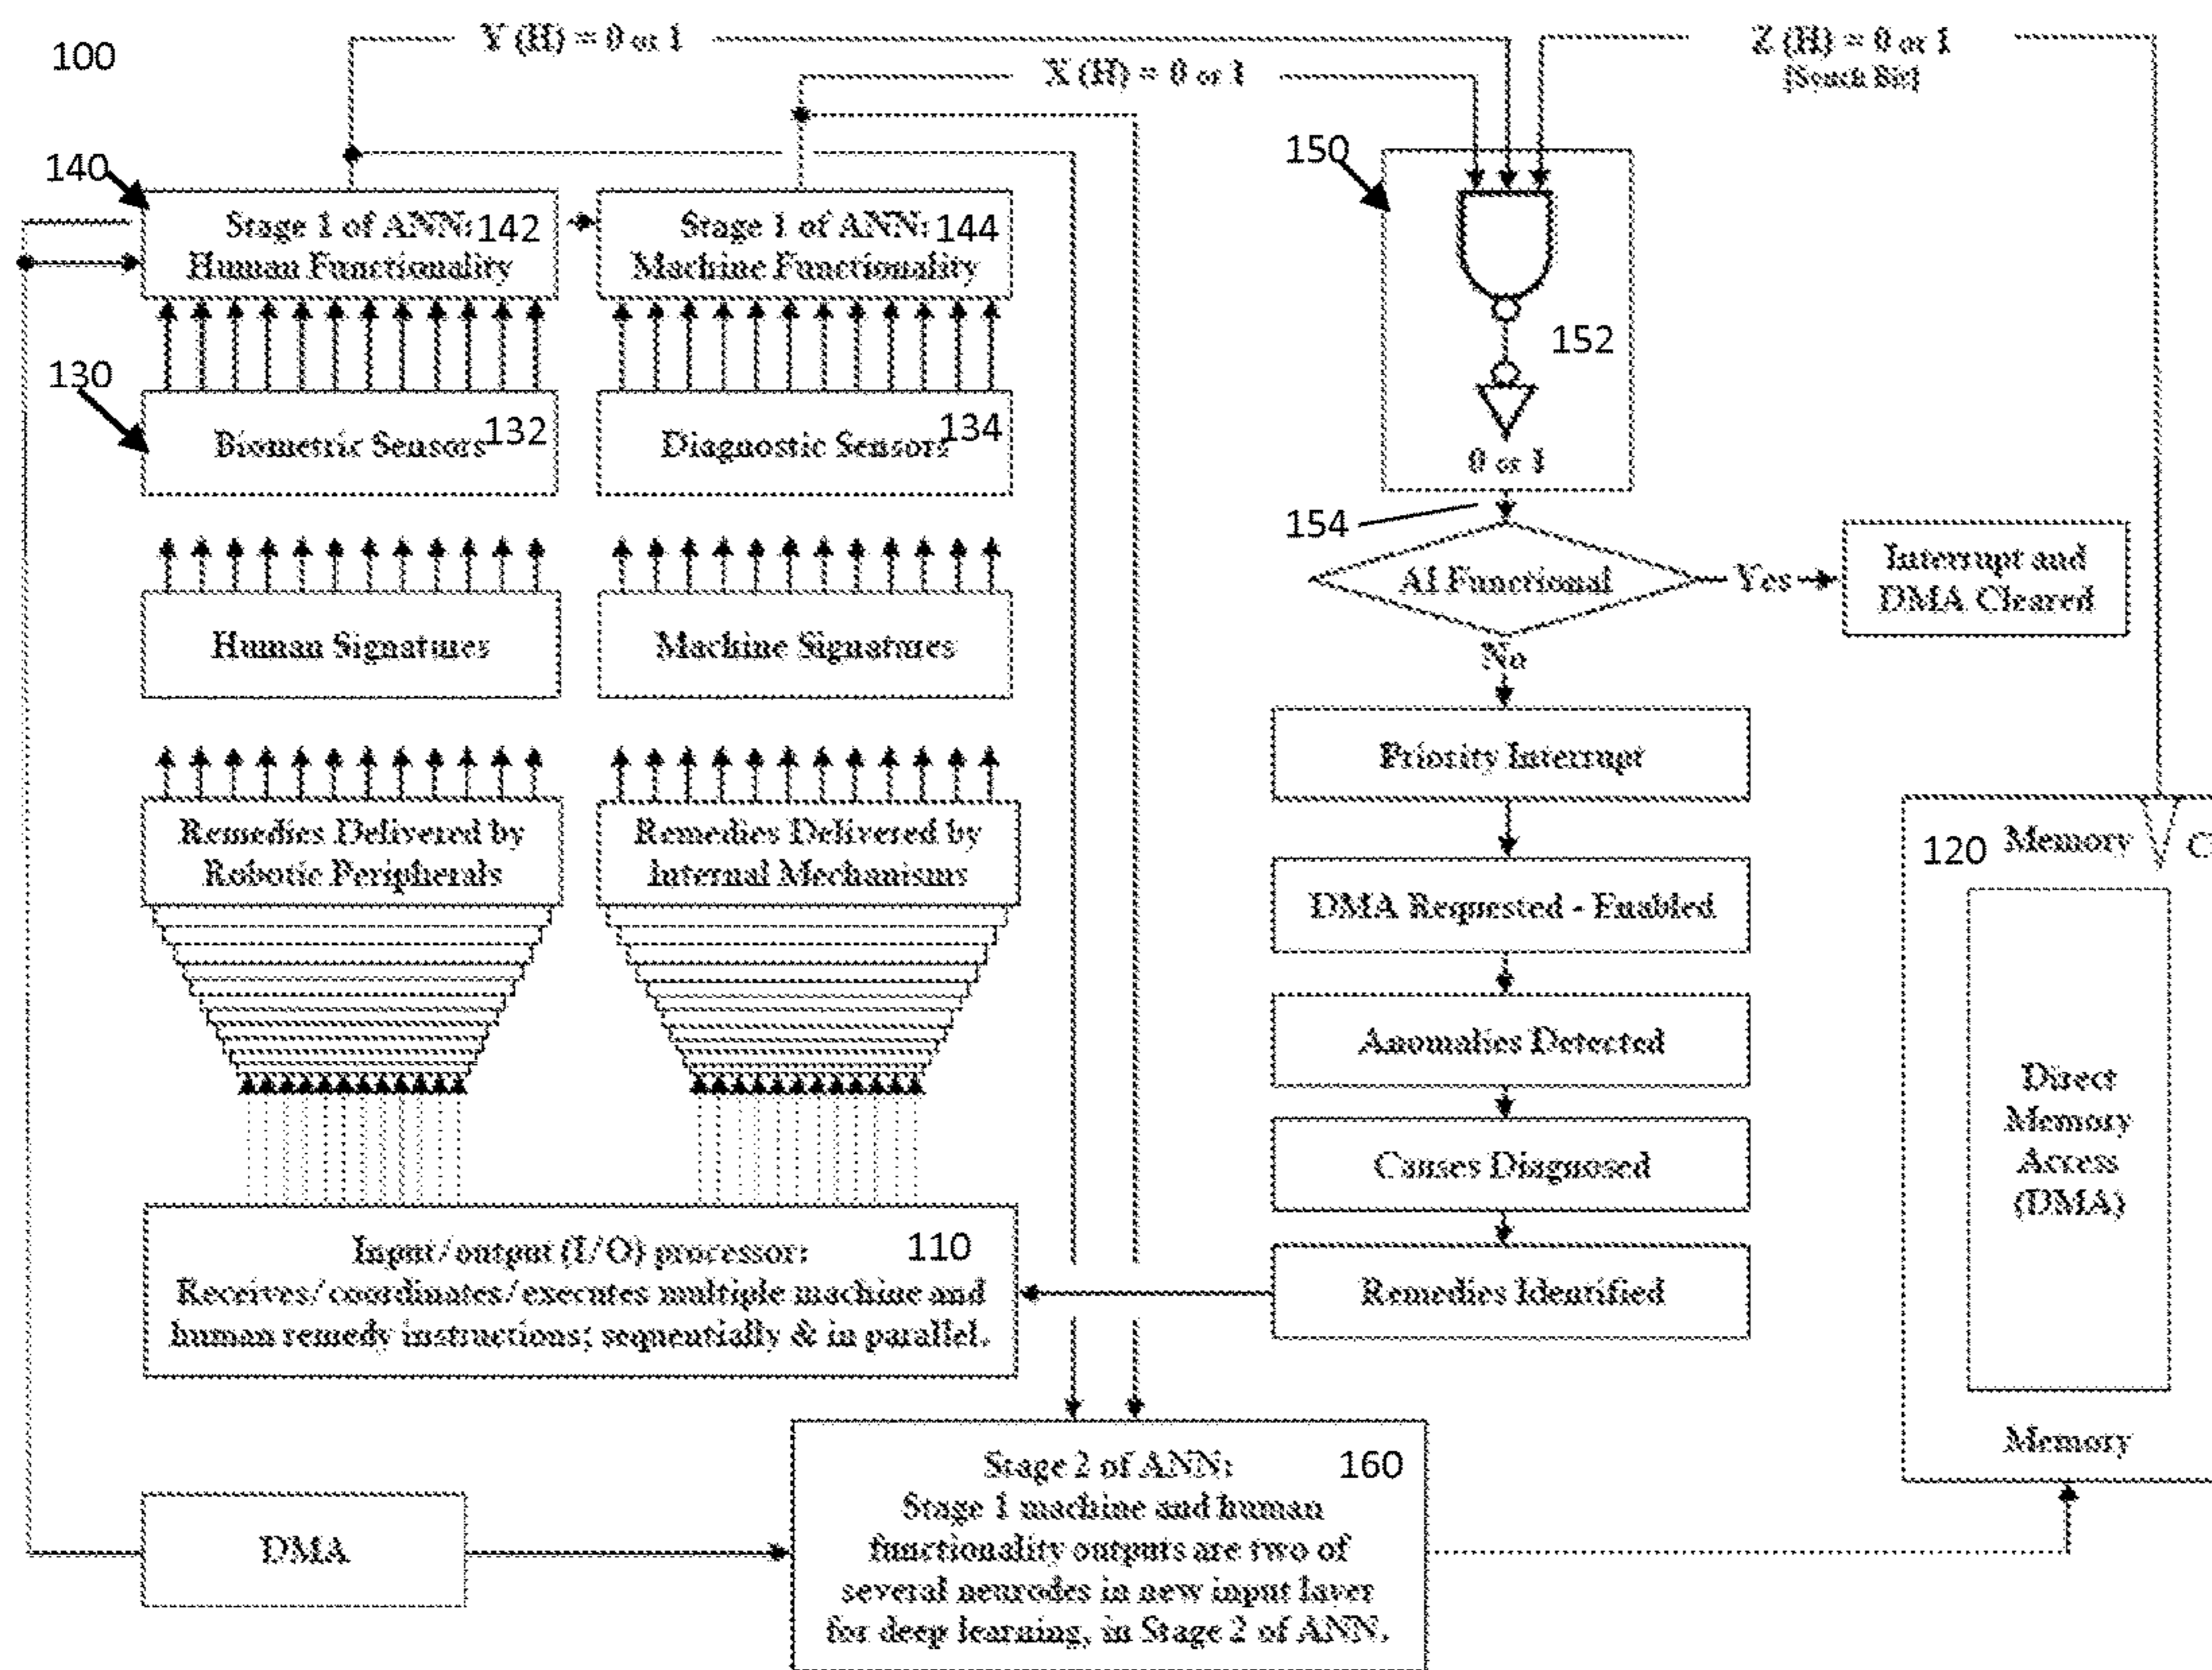 100
Y (H) = 0 or 1
X (H) = 0 or 1
Z (H) = 0 or 1
140
Stage 1 of ANN: 142
Human Functionality
Stage 1 of ANN: 144
Machine Functionality
150
152
0 or 1
130
Biometric Sensors 132
Diagnostic Sensors 134
154
AI Functional
Yes
Interrupt and
DMA Cleared
No
Human Signatures
Machine Signatures
Priority Interrupt
Remedies Delivered by
Robotic Peripherals
Remedies Delivered by
Internal Mechanisms
DMA Requested - Enabled
120 Memory
Anomalies Detected
Direct
Memory
Access
(DMA)
Causes Diagnosed
Input/output (I/O) processor: 110
Receives/coordinates/executes multiple machine and
human remedy instructions; sequentially & in parallel.
Remedies Identified
Memory
DMA
Stage 2 of ANN: 160
Stage 1 machine and human
functionality outputs are two of
several neurodes in new input layer
for deep learning, in Stage 2 of ANN.